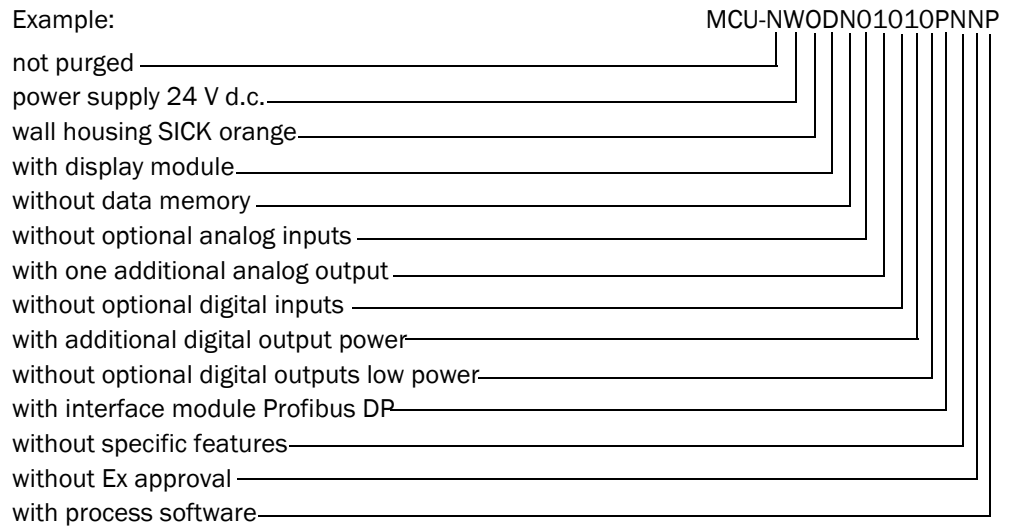 Example: MCU-NWODN01010PNNP
not purged
power supply 24 V d.c.
wall housing SICK orange
with display module
without data memory
without optional analog inputs
with one additional analog output
without optional digital inputs
with additional digital output power
without optional digital outputs low power
with interface module Profibus DP
without specific features
without Ex approval
with process software